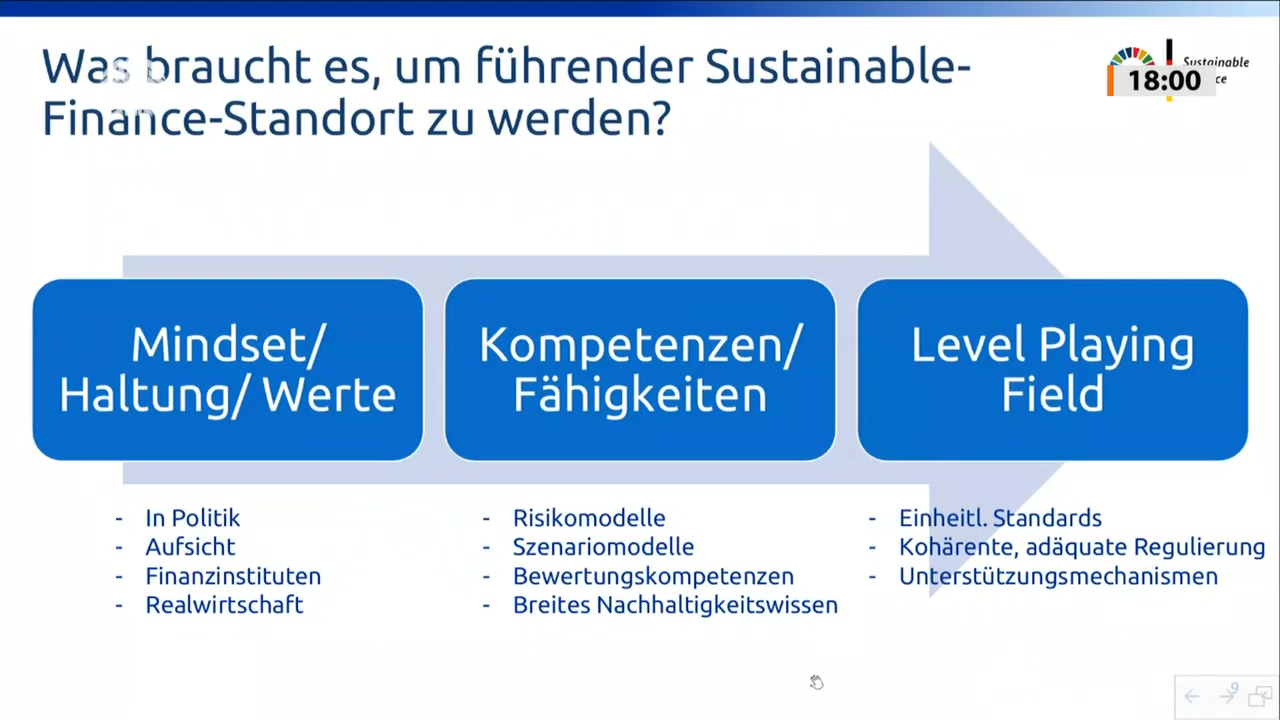 Was braucht es, um führender Sustainable-
Finance-Standort zu werden?
Sustainable
18:00
Mindset/
Haltung/ Werte
Kompetenzen/
Fähigkeiten
Level Playing
Field
- In Politik
- Aufsicht
- Finanzinstituten
- Realwirtschaft
- Risikomodelle
- Szenariomodelle
- Bewertungskompetenzen
- Breites Nachhaltigkeitswissen
- Einheitl. Standards
- Kohärente, adäquate Regulierung
- Unterstützungsmechanismen
9